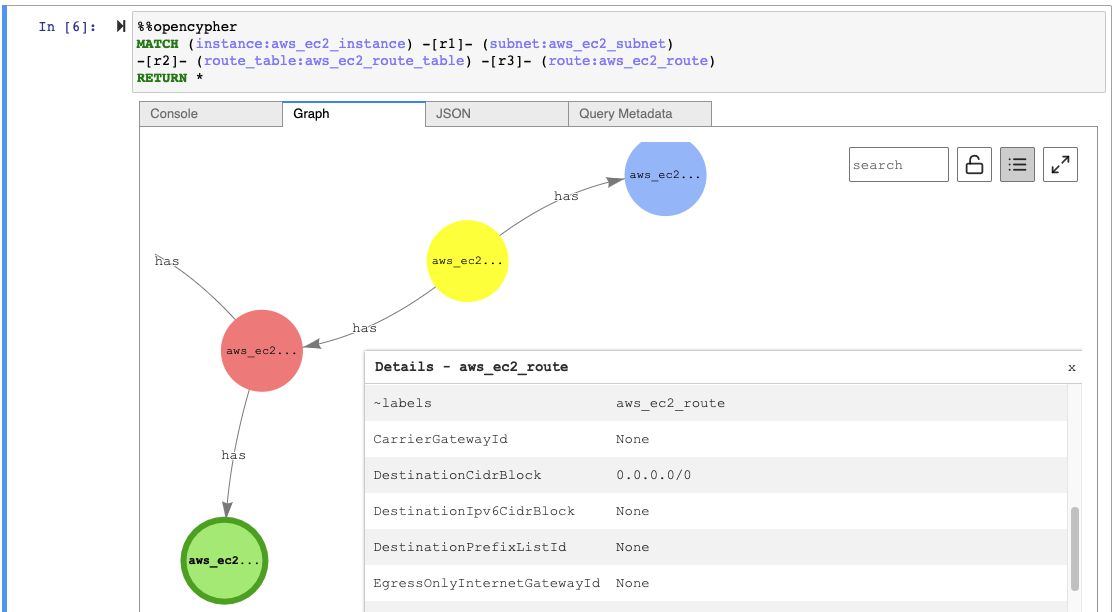 In [6]:
%%opencypher
MATCH (instance:aws_ec2_instance) -[r1]- (subnet:aws_ec2_subnet)
-[r2]- (route_table:aws_ec2_route_table) -[r3]- (route:aws_ec2_route)
RETURN *
Console Graph JSON Query Metadata
search
aws_ec2...
has
aws_ec2...
has
has
aws_ec2...
has
aws_ec2...
Details - aws_ec2_route x
~labels aws_ec2_route
CarrierGatewayId None
DestinationCidrBlock 0.0.0.0/0
DestinationIpv6CidrBlock None
DestinationPrefixListId None
EgressOnlyInternetGatewayId None